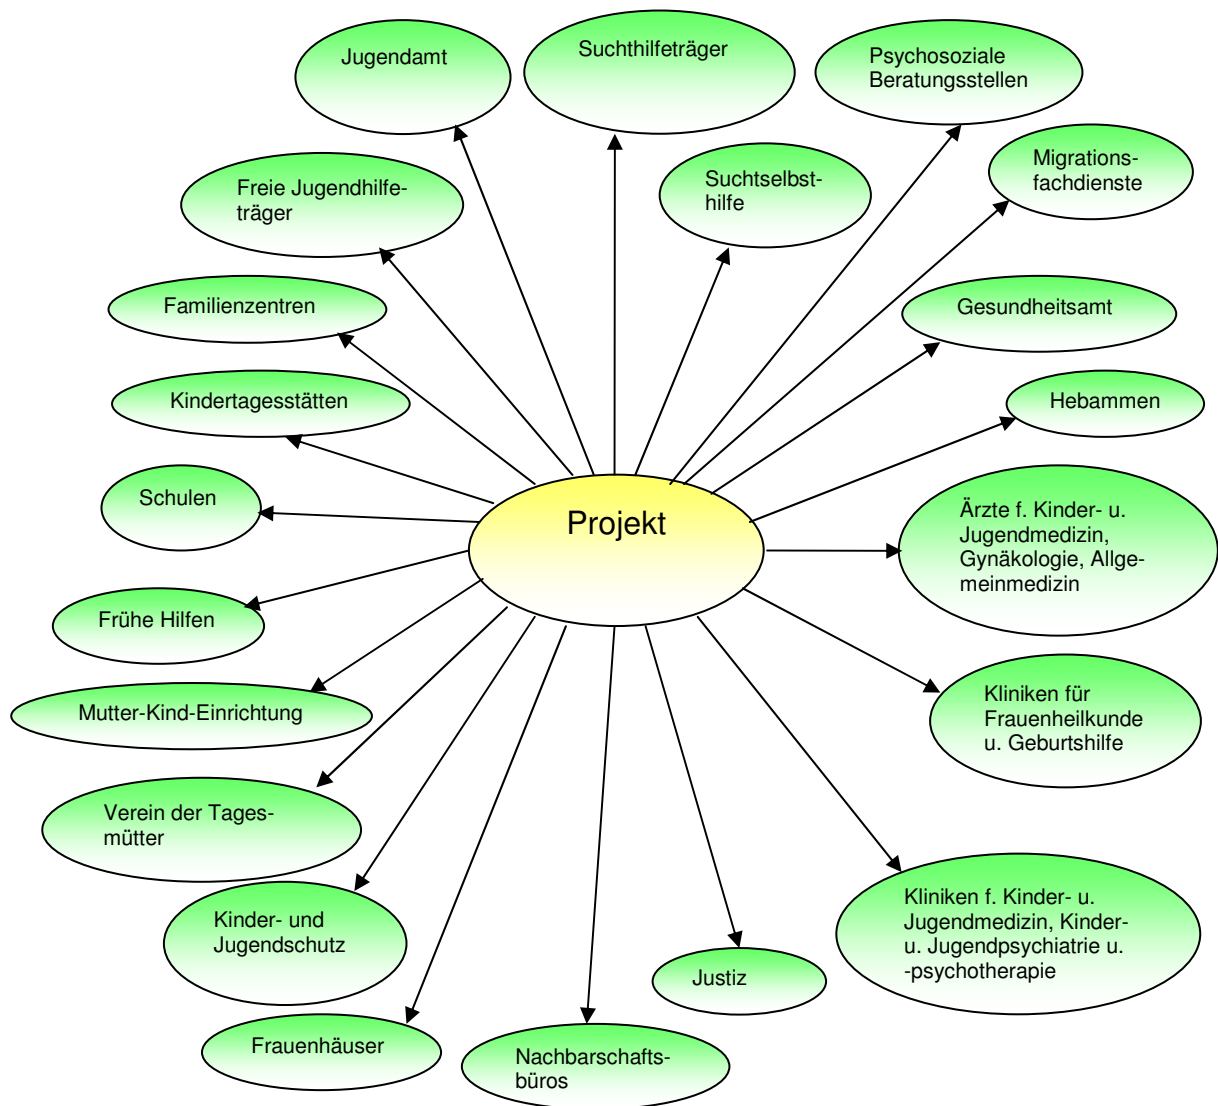 Jugendamt
Suchthilfeträger
Psychosoziale
Beratungsstellen
Freie Jugendhilfe-
träger
Suchtselbst-
hilfe
Migrations-
fachdienste
Familienzentren
Gesundheitsamt
Kindertagesstätten
Hebammen
Schulen
Projekt
Ärzte f. Kinder- u.
Jugendmedizin,
Gynäkologie, Allge-
meinmedizin
Frühe Hilfen
Mutter-Kind-Einrichtung
Kliniken für
Frauenheilkunde
u. Geburtshilfe
Verein der Tages-
mütter
Kinder- und
Jugendschutz
Kliniken f. Kinder- u.
Jugendmedizin, Kinder-
u. Jugendpsychiatrie u.
-psychotherapie
Justiz
Frauenhäuser
Nachbarschafts-
büros